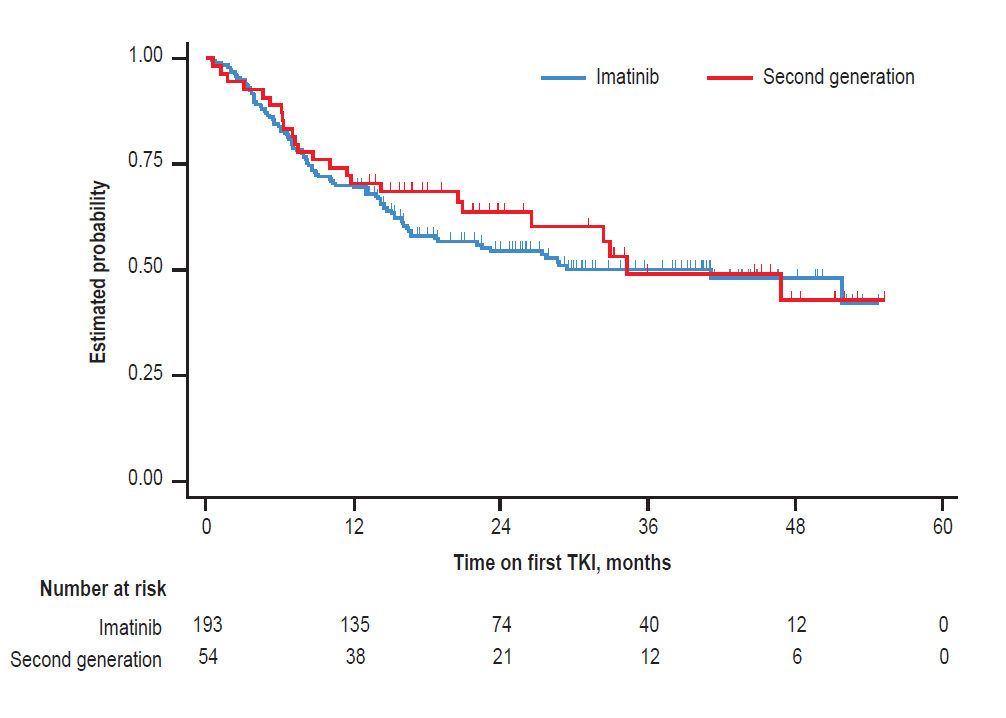 1.00
Imatinib
Second generation
0.75
0.50
0.25
0.00
Estimated probability
0 12 24 36 48 60
Time on first TKI, months
Number at risk
Imatinib 193 135 74 40 12 0
Second generation 54 38 21 12 6 0